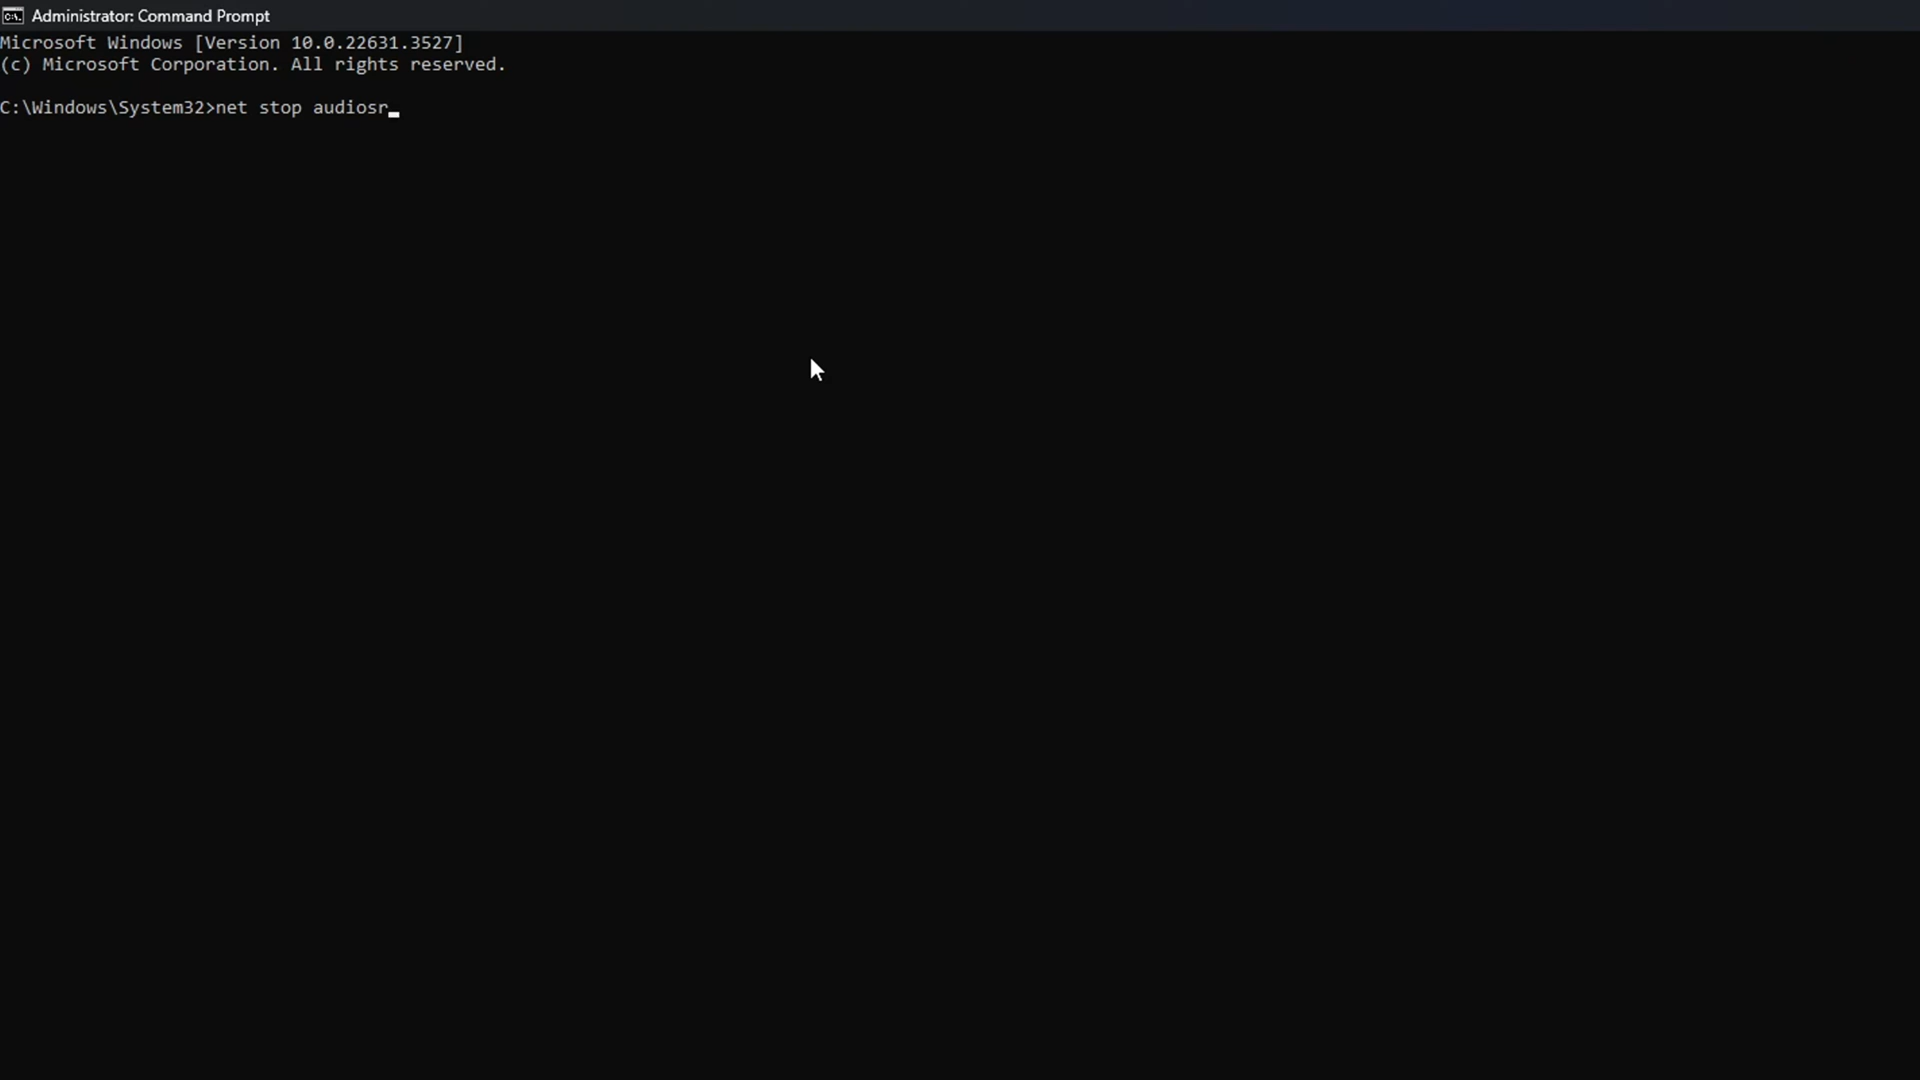 Administrator: Command Prompt
Microsoft Windows [Version 10.0.22631.3527]
(c) Microsoft Corporation. All rights reserved.
C:\Windows\System32>net stop audiosr